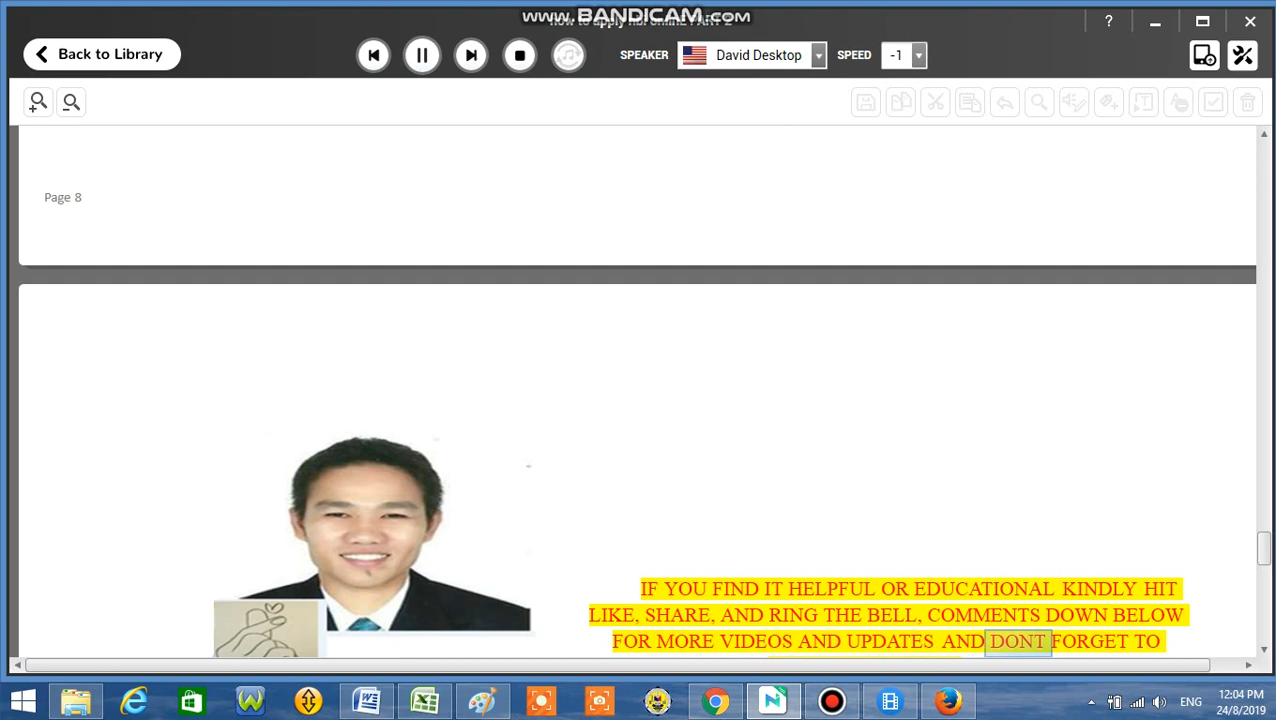 www.BANDICAM.com
Back to Library
SPEAKER
David Desktop
SPEED
-1
?
Page 8
IF YOU FIND IT HELPFUL OR EDUCATIONAL KINDLY HIT
LIKE, SHARE, AND RING THE BELL, COMMENTS DOWN BELOW
FOR MORE VIDEOS AND UPDATES AND DONT FORGET TO
ENG
12:04 PM
24/8/2019